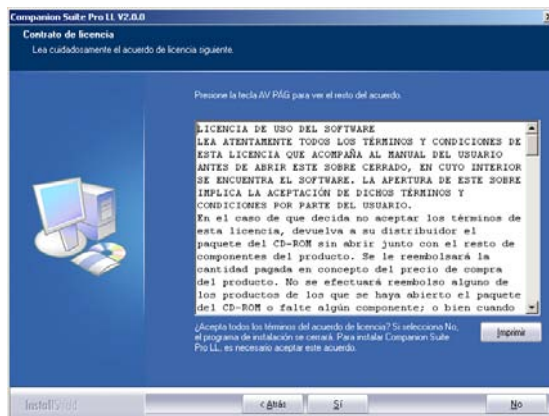 Companion Suite Pro LL V2.0.0
Contrato de licencia
Lea cuidadosamente el acuerdo de licencia siguiente.
Presione la tecla AV PÁG para ver el resto del acuerdo.
LICENCIA DE USO DEL SOFTWARE
LEA ATENTAMENTE TODOS LOS TÉRMINOS Y CONDICIONES DE
ESTA LICENCIA QUE ACOMPAÑA AL MANUAL DEL USUARIO
ANTES DE ABRIR ESTE SOBRE CERRADO, EN CUYO INTERIOR
SE ENCUENTRA EL SOFTWARE. LA APERTURA DE ESTE SOBRE
IMPLICA LA ACEPTACIÓN DE DICHOS TÉRMINOS Y
CONDICIONES POR PARTE DEL USUARIO.
En el caso de que decida no aceptar los términos de
esta licencia, devuelva a su distribuidor el
paquete del CD-ROM sin abrir junto con el resto de
componentes del producto. Se le reembolsará la
cantidad pagada en concepto del precio de compra
del producto. No se efectuará reembolso alguno de
los productos de los que se haya abierto el paquete
del CD-ROM o falte algún componente; o bien cuando
¿Acepta todos los términos del acuerdo de licencia? Si selecciona No,
el programa de instalación se cerrará. Para instalar Companion Suite
Pro LL, es necesario aceptar este acuerdo.
Imprimir
InstallShield
< Atrás
Sí
No